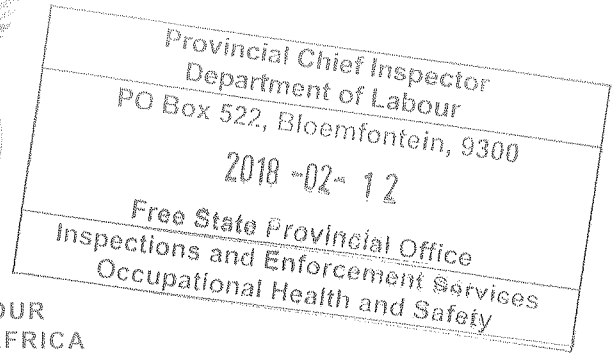 Provincial Chief Inspector
Department of Labour
PO Box 522, Bloemfontein, 9300
2018 -02- 12
Free State Provincial Office
Inspections and Enforcement Services
Occupational Health and Safety
OUR
AFRICA